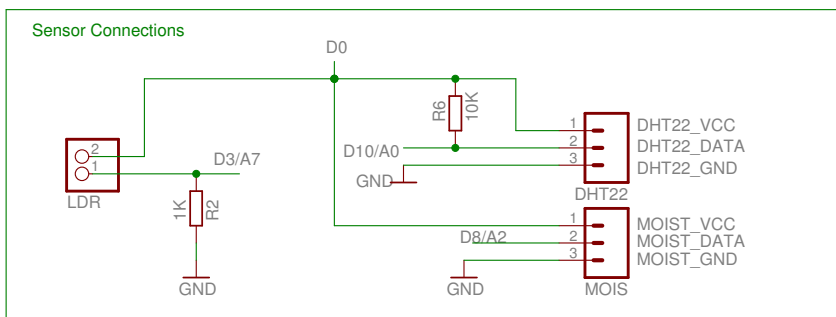 Sensor Connections
D0
R6
10K
1
DHT22_VCC
D10/A0
2
DHT22_DATA
3
DHT22_GND
GND
DHT22
2
1
D3/A7
LDR
1K
R2
GND
1
MOIST_VCC
D8/A2
2
MOIST_DATA
3
MOIST_GND
GND
MOIS